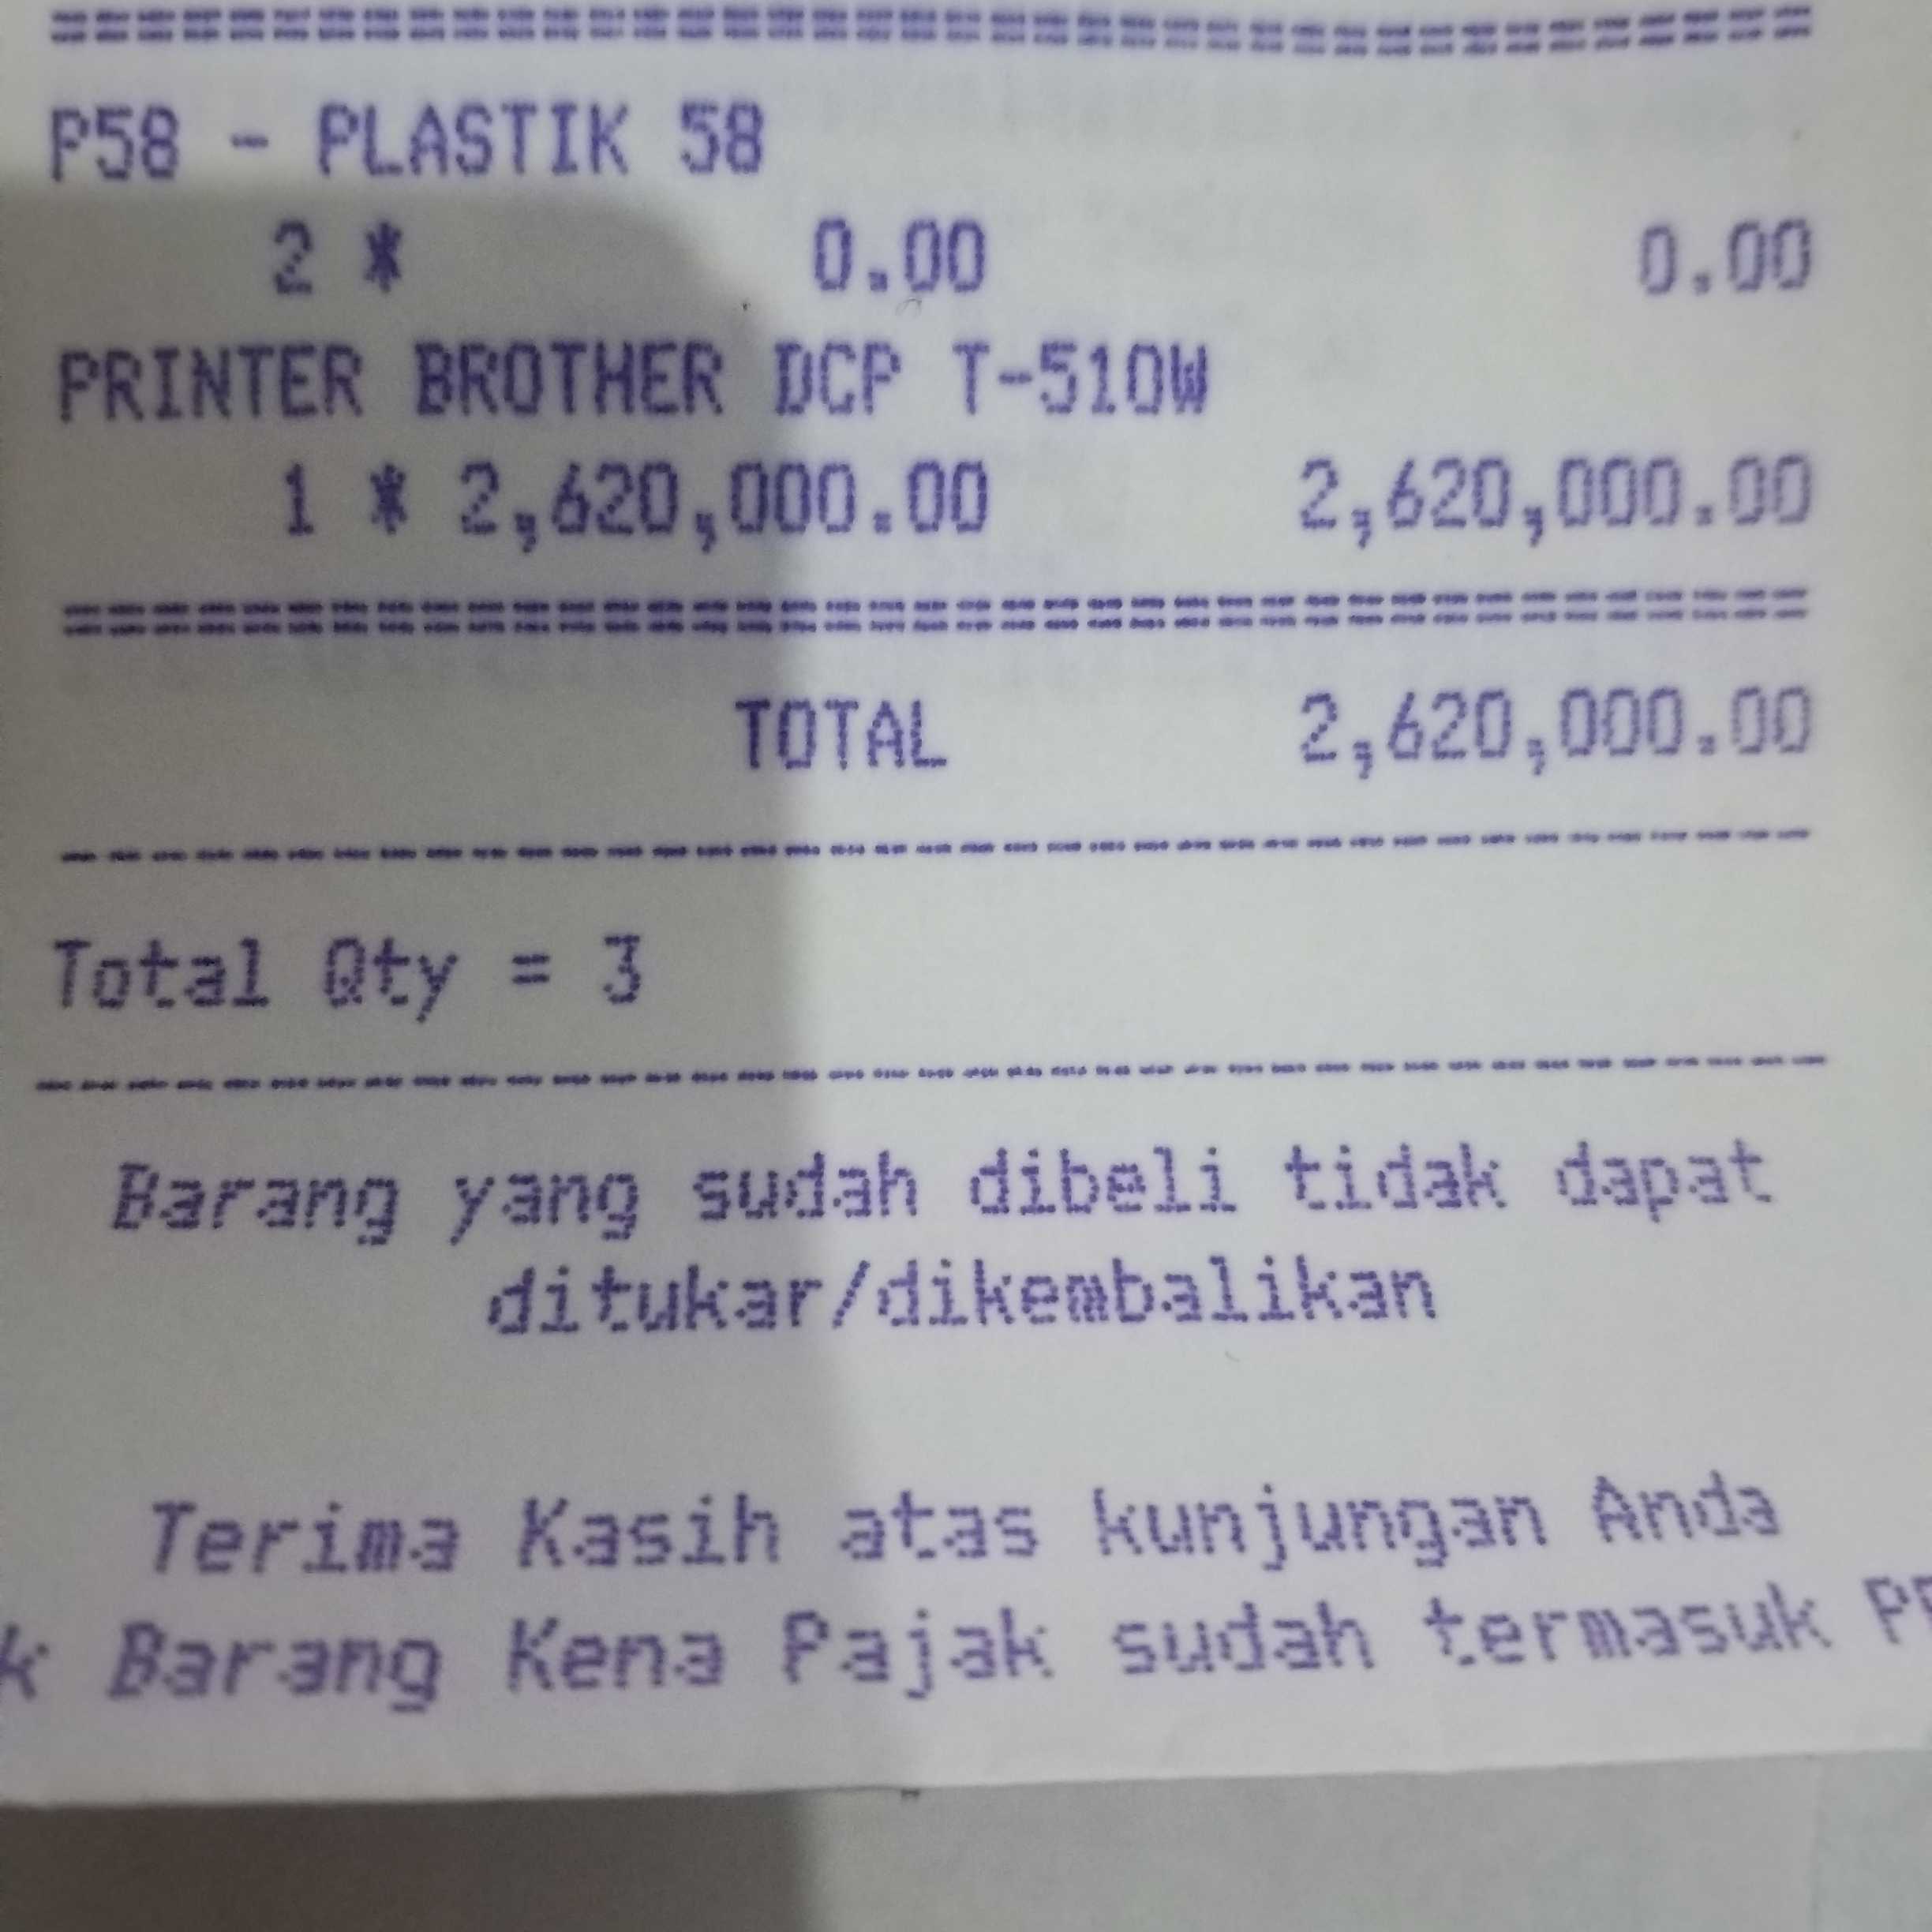 P58 - PLASTIK 58
2 * 0.00 0.00
PRINTER BROTHER DCP T-510W
1 * 2,620,000.00 2,620,000.00
TOTAL 2,620,000.00
Total Qty = 3
Barang yang sudah dibeli tidak dapat
ditukar/dikembalikan
Terima Kasih atas kunjungan Anda
k Barang Kena Pajak sudah termasuk